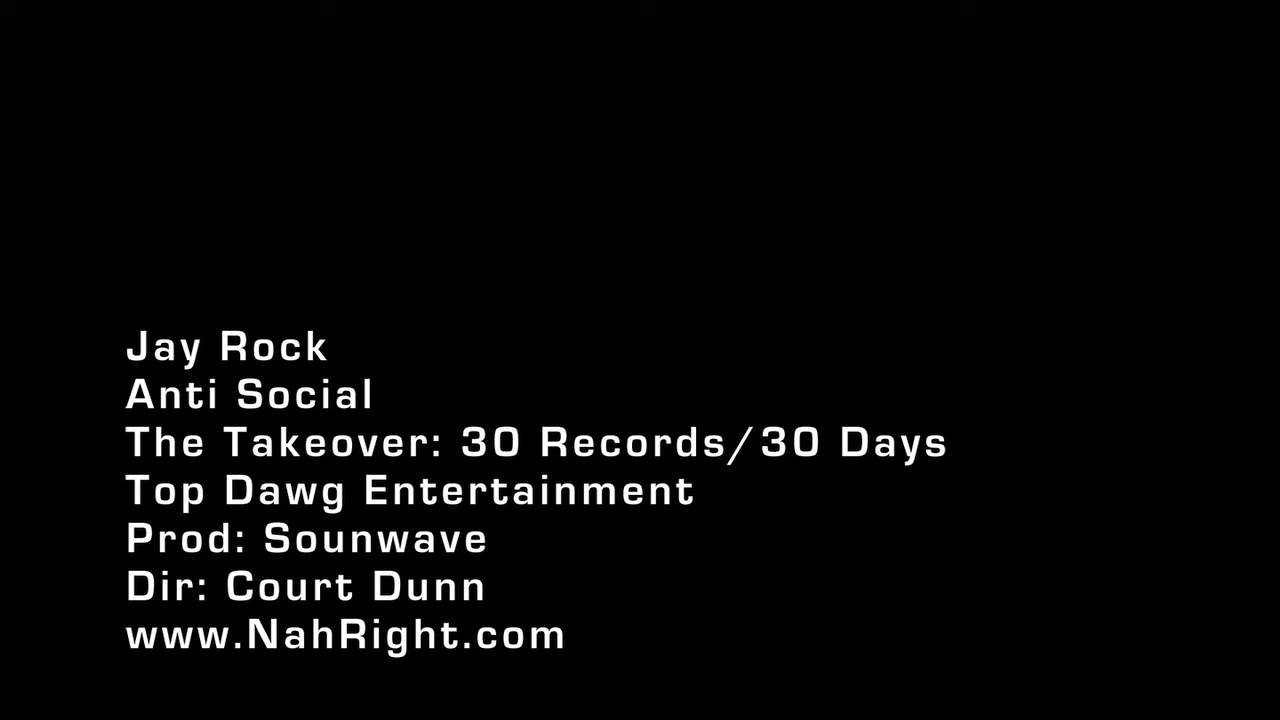 Jay Rock
Anti Social
The Takeover: 30 Records/30 Days
Top Dawg Entertainment
Prod: Sounwave
Dir: Court Dunn
www.NahRight.com